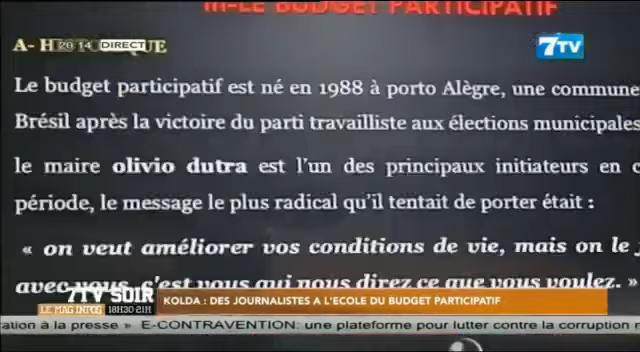 III-LE BUDGET PARTICIPATIF
20:14 DIRECT
7TV
Le budget participatif est né en 1988 à porto Alègre, une commune
Brésil après la victoire du parti travailliste aux élections municipales
le maire olivio dutra est l'un des principaux initiateurs en
période, le message le plus radical qu'il tentait de porter était :
« on veut améliorer vos conditions de vie, mais on le
avec vous, c'est vous qui nous direz ce que vous voulez. »
7TV SOIR
LE MAG INFOS 18H30-21H
KOLDA : DES JOURNALISTES A L'ECOLE DU BUDGET PARTICIPATIF
ation à la presse » E-CONTRAVENTION: une plateforme pour lutter contre la corruption